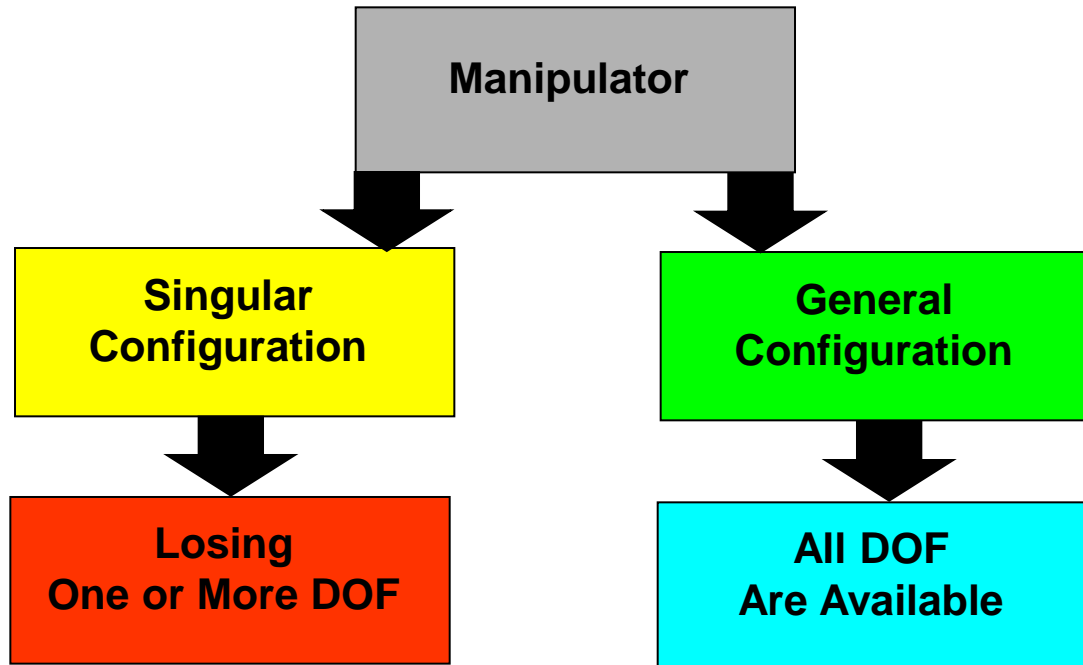 Manipulator
Singular
Configuration
General
Configuration
Losing
One or More DOF
All DOF
Are Available